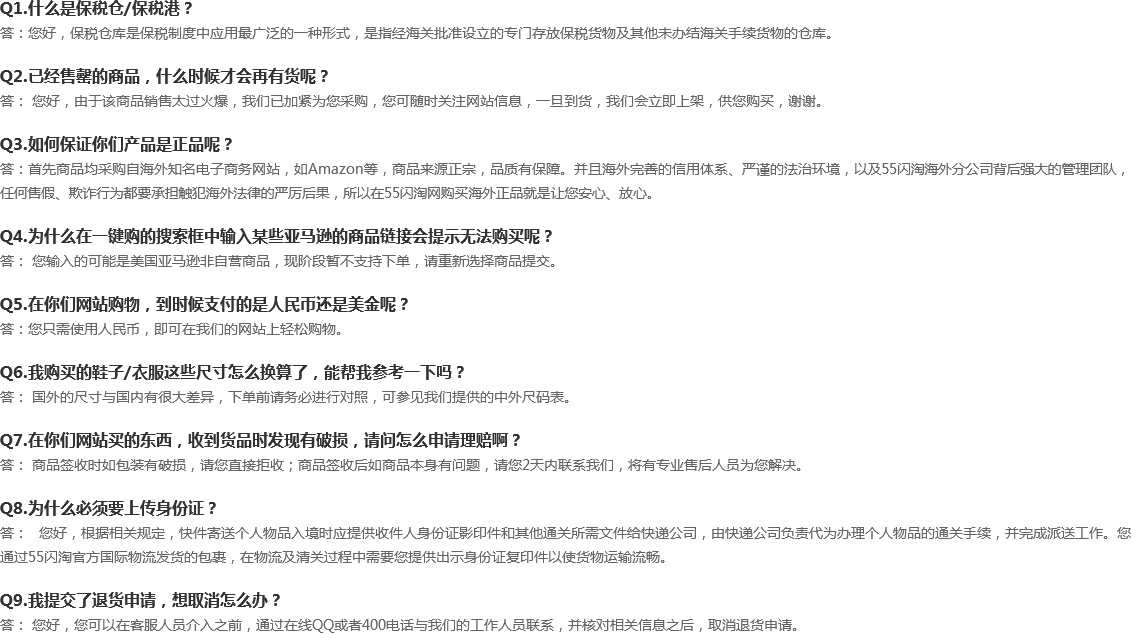 Q1.什么是保税仓/保税港？
答：您好，保税仓库是保税制度中应用最广泛的一种形式，是指经海关批准设立的专门存放保税货物及其他未办结海关手续货物的仓库。
Q2.已经售罄的商品，什么时候才会再有货呢？
答： 您好，由于该商品销售太过火爆，我们已加紧为您采购，您可随时关注网站信息，一旦到货，我们会立即上架，供您购买，谢谢。
Q3.如何保证你们产品是正品呢？
答：首先商品均采购自海外知名电子商务网站，如Amazon等，商品来源正宗，品质有保障。并且海外完善的信用体系、严谨的法治环境，以及55闪淘海外分公司背后强大的管理团队，
任何售假、欺诈行为都要承担触犯海外法律的严厉后果，所以在55闪淘网购买海外正品就是让您安心、放心。
Q4.为什么在一键购的搜索框中输入某些亚马逊的商品链接会提示无法购买呢？
答： 您输入的可能是美国亚马逊非自营商品，现阶段暂不支持下单，请重新选择商品提交。
Q5.在你们网站购物，到时候支付的是人民币还是美金呢？
答：您只需使用人民币，即可在我们的网站上轻松购物。
Q6.我购买的鞋子/衣服这些尺寸怎么换算了，能帮我参考一下吗？
答： 国外的尺寸与国内有很大差异，下单前请务必进行对照，可参见我们提供的中外尺码表。
Q7.在你们网站买的东西，收到货品时发现有破损，请问怎么申请理赔啊？
答： 商品签收时如包装有破损，请您直接拒收；商品签收后如商品本身有问题，请您2天内联系我们，将有专业售后人员为您解决。
Q8.为什么必须要上传身份证？
答： 您好，根据相关规定，快件寄送个人物品入境时应提供收件人身份证影印件和其他通关所需文件给快递公司，由快递公司负责代为办理个人物品的通关手续，并完成派送工作。您
通过55闪淘官方国际物流发货的包裹，在物流及清关过程中需要您提供出示身份证复印件以使货物运输流畅。
Q9.我提交了退货申请，想取消怎么办？
答： 您好，您可以在客服人员介入之前，通过在线QQ或者400电话与我们的工作人员联系，并核对相关信息之后，取消退货申请。